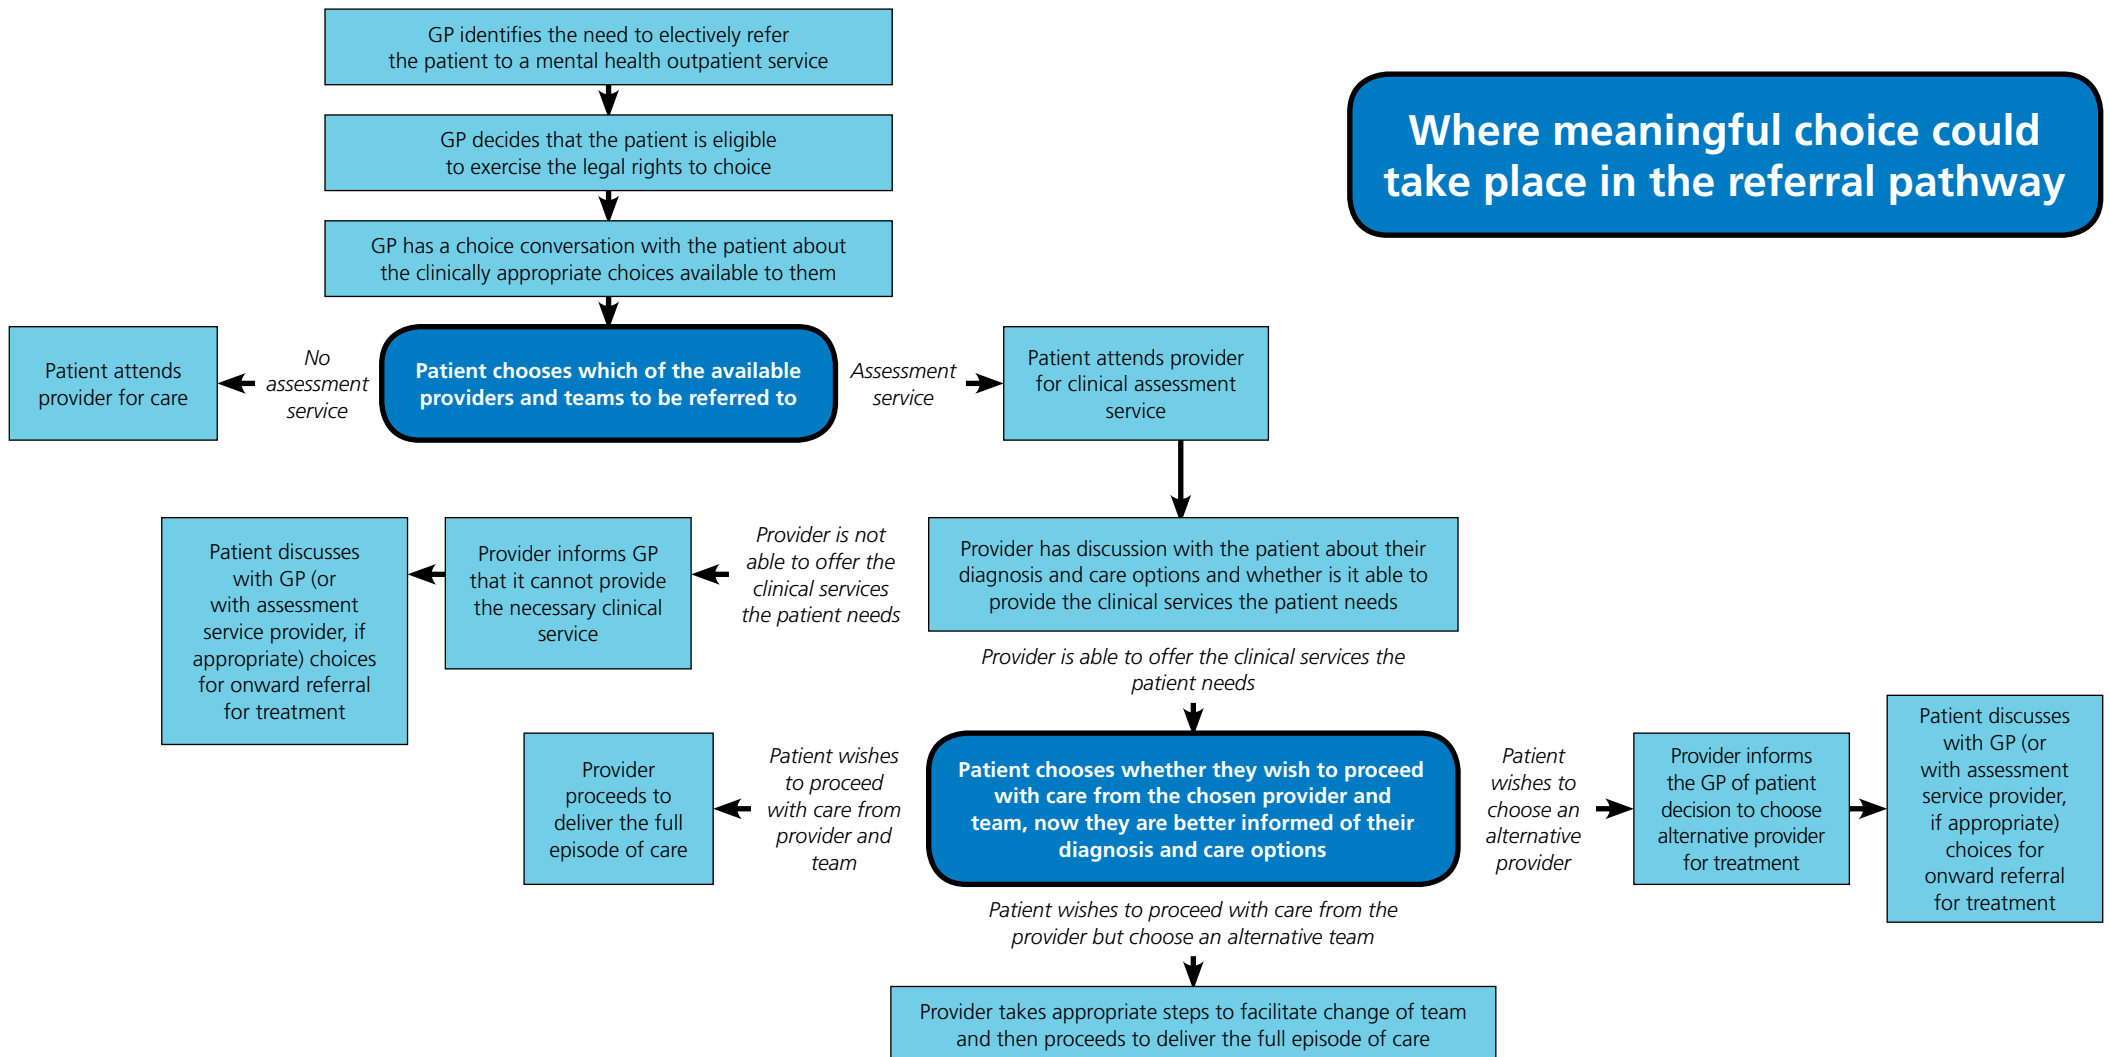 GP identifies the need to electively refer
the patient to a mental health outpatient service
Where meaningful choice could
take place in the referral pathway
GP decides that the patient is eligible
to exercise the legal rights to choice
GP has a choice conversation with the patient about
the clinically appropriate choices available to them
Patient attends
provider for care
No
assessment
service
Patient chooses which of the available
providers and teams to be referred to
Assessment
service
Patient attends provider
for clinical assessment
service
Patient discusses
with GP (or
with assessment
service provider, if
appropriate) choices
for onward referral
for treatment
Provider informs GP
that it cannot provide
the necessary clinical
service
Provider is not
able to offer the
clinical services
the patient needs
Provider has discussion with the patient about their
diagnosis and care options and whether is it able to
provide the clinical services the patient needs
Provider is able to offer the clinical services the
patient needs
Provider
proceeds to
deliver the full
episode of care
Patient wishes
to proceed
with care from
provider and
team
Patient chooses whether they wish to proceed
with care from the chosen provider and
team, now they are better informed of their
diagnosis and care options
Patient
wishes to
choose an
alternative
provider
Provider informs
the GP of patient
decision to choose
alternative provider
for treatment
Patient discusses
with GP (or
with assessment
service provider,
if appropriate)
choices for
onward referral
for treatment
Patient wishes to proceed with care from the
provider but choose an alternative team
Provider takes appropriate steps to facilitate change of team
and then proceeds to deliver the full episode of care